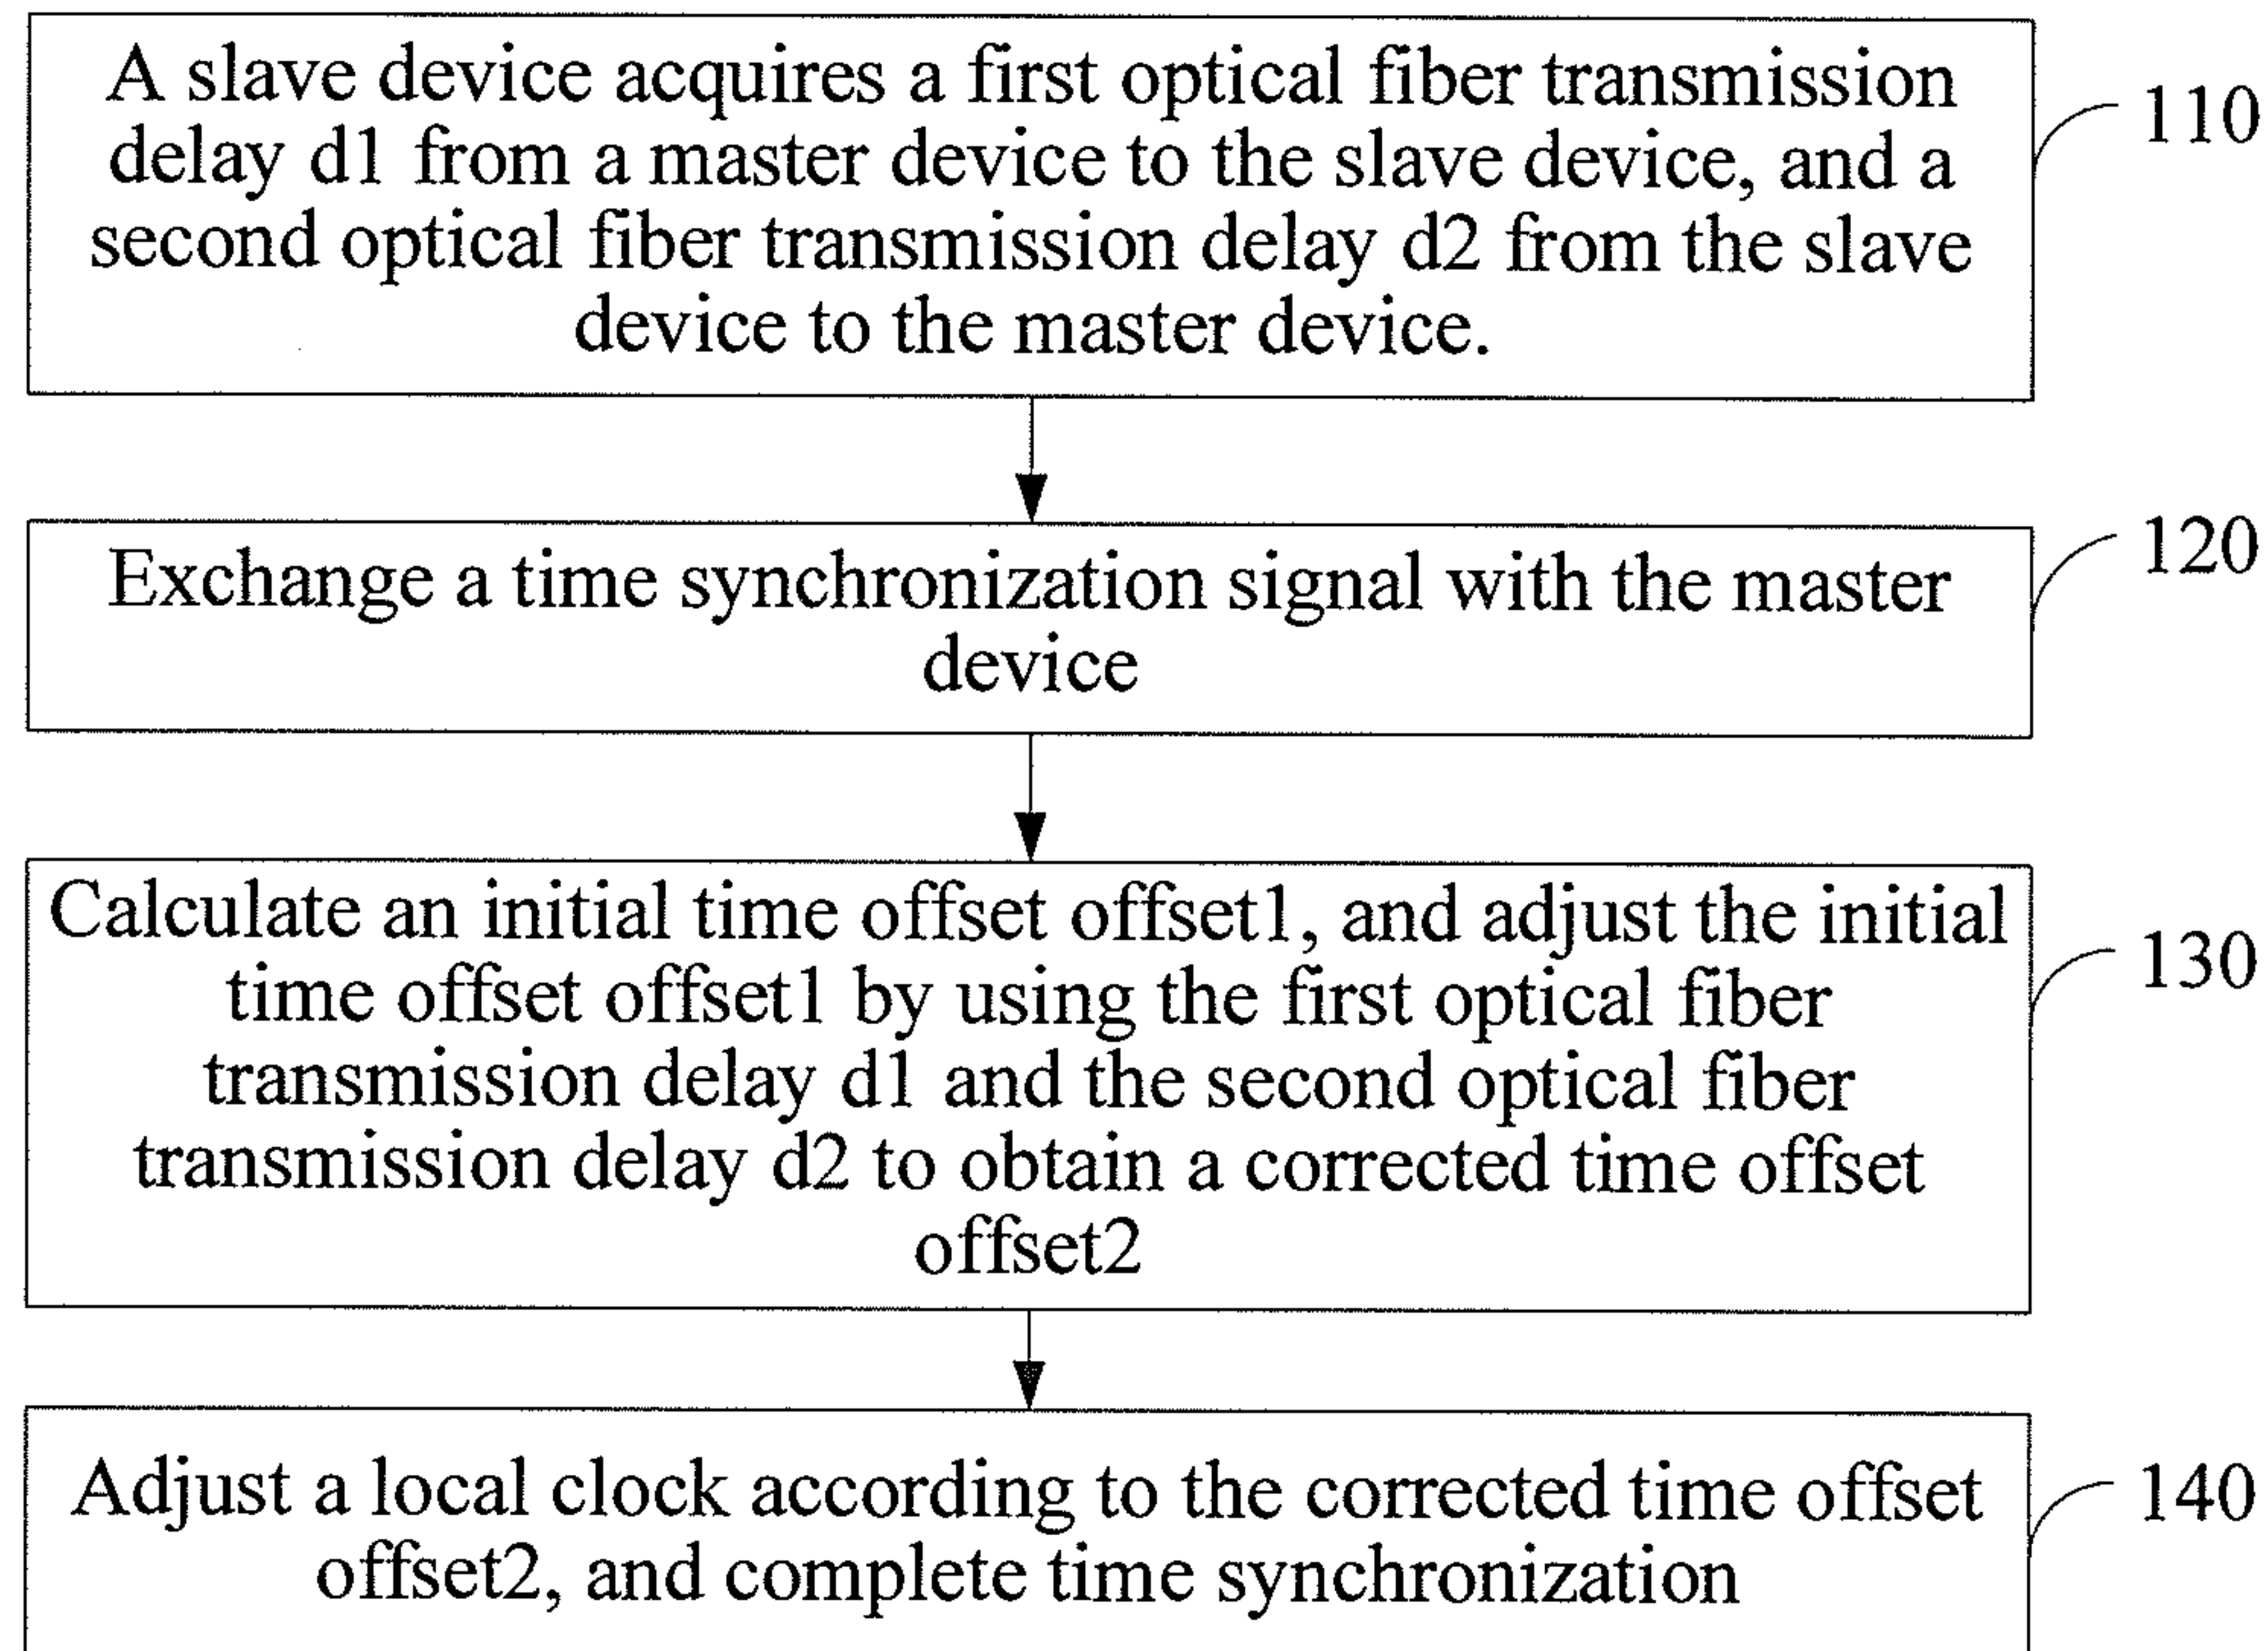 A slave device acquires a first optical fiber transmission
delay d1 from a master device to the slave device, and a
second optical fiber transmission delay d2 from the slave
device to the master device.
110
Exchange a time synchronization signal with the master
device
120
Calculate an initial time offset offset1, and adjust the initial
time offset offset1 by using the first optical fiber
transmission delay d1 and the second optical fiber
transmission delay d2 to obtain a corrected time offset
offset2
130
Adjust a local clock according to the corrected time offset
offset2, and complete time synchronization
140